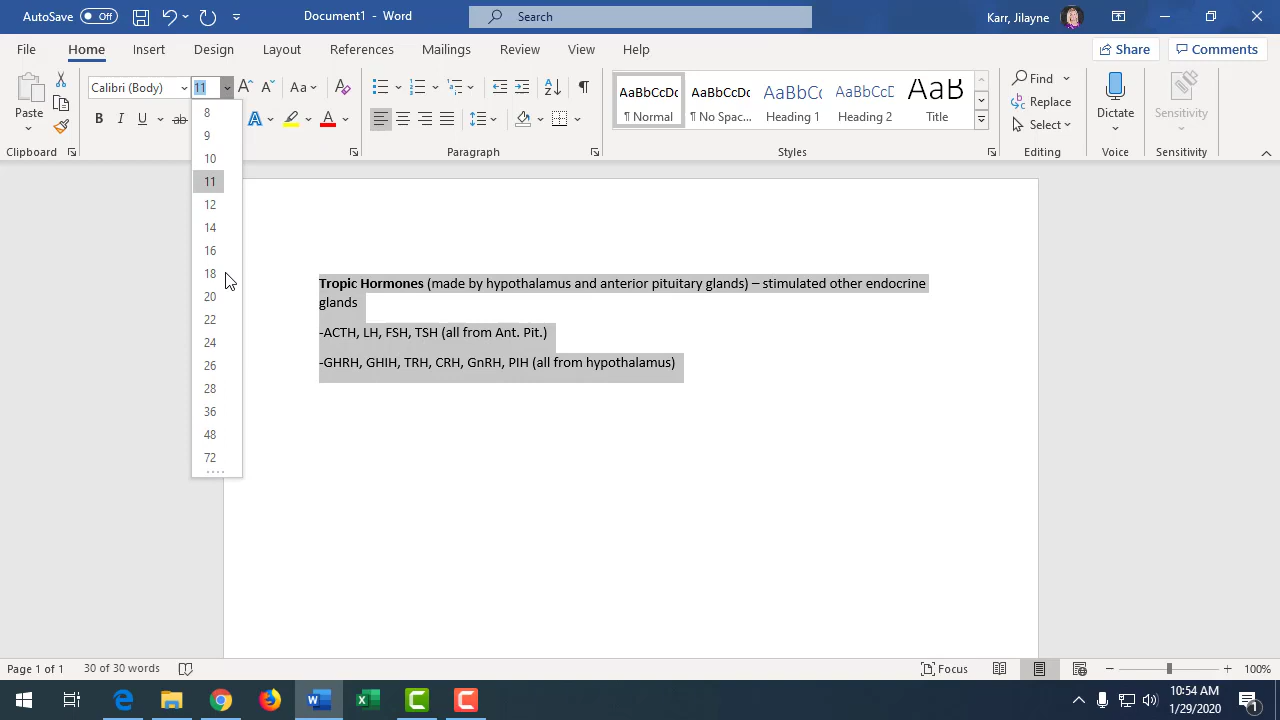 AutoSave Off Document1 - Word Search Karr, Jilayne
File Home Insert Design Layout References Mailings Review View Help Share Comments
Calibri (Body) 11 Aa
Paste
B I U ab A A
Clipboard Paragraph Styles Editing Sensitivity
AaBbCcDc ¶ Normal
AaBbCcDc ¶ No Spac...
AaBbCc Heading 1
AaBbCcD Heading 2
AaB Title
Find
Replace
Select
Dictate
Sensitivity
8
9
10
11
12
14
16
18
20
22
24
26
28
36
48
72
Tropic Hormones (made by hypothalamus and anterior pituitary glands) – stimulated other endocrine
glands
-ACTH, LH, FSH, TSH (all from Ant. Pit.)
-GHRH, GHIH, TRH, CRH, GnRH, PIH (all from hypothalamus)
Page 1 of 1 30 of 30 words Focus 100%
10:54 AM
1/29/2020
1